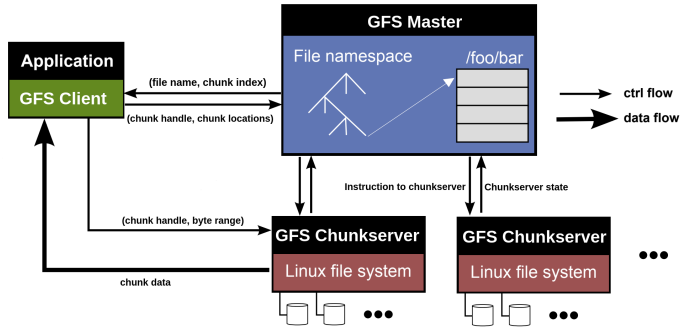 GFS Master
File namespace
/foo/bar
Application
GFS Client
(file name, chunk index)
(chunk handle, chunk locations)
ctrl flow
data flow
Instruction to chunkserver
Chunkserver state
(chunk handle, byte range)
GFS Chunkserver
Linux file system
GFS Chunkserver
Linux file system
chunk data